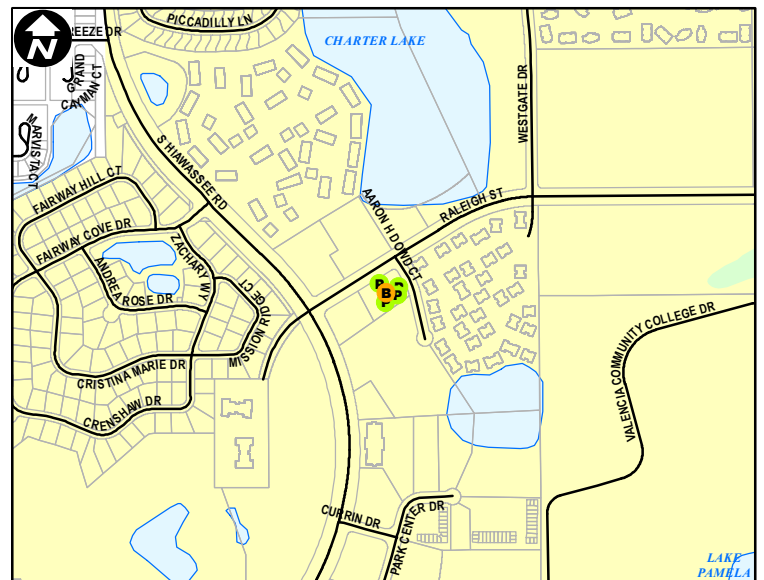 PICCADILLY LN
REEZE DR
N
CHARTER LAKE
GRAND
CAYMAN CT
WESTGATE DR
MARVISTA CT
S HIAWASSEE RD
FAIRWAY HILL CT
AARON H DOWD CT
RALEIGH ST
FAIRWAY COVE DR
ZACHARY WY
ANDREA ROSE DR
MISSION RIDGE CT
P
B
P
P
VALENCIA COMMUNITY COLLEGE DR
CRISTINA MARIE DR
CRENSHAW DR
CURRIN DR
PARK CENTER DR
LAKE
PAMELA